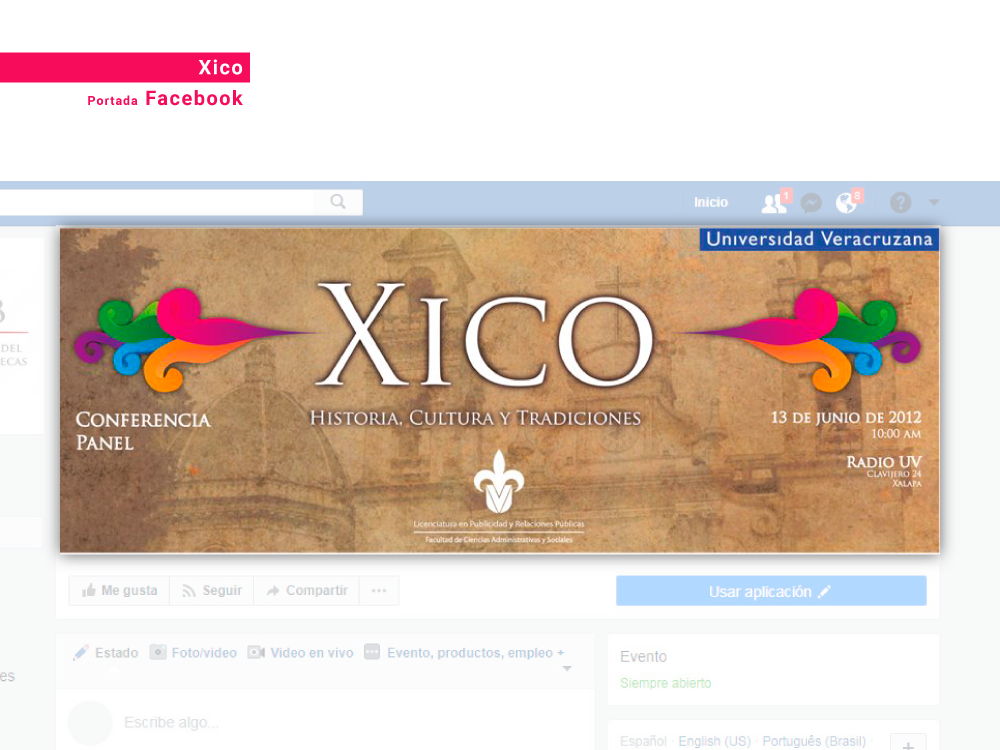 Xico
Portada Facebook
Inicio
1
8
?
Universidad Veracruzana
Xico
Historia, Cultura y Tradiciones
Conferencia
Panel
13 de junio de 2012
10:00 am
Radio UV
Clavijero 24
Xalapa
Licenciatura en Publicidad y Relaciones Públicas
Facultad de Ciencias Administrativas y Sociales
DEL
ECAS
Me gusta
Seguir
Compartir
···
Usar aplicación
Estado
Foto/video
Video en vivo
Evento, productos, empleo +
Evento
Siempre abierto
es
Escribe algo...
Español · English (US) · Português (Brasil) ·
+